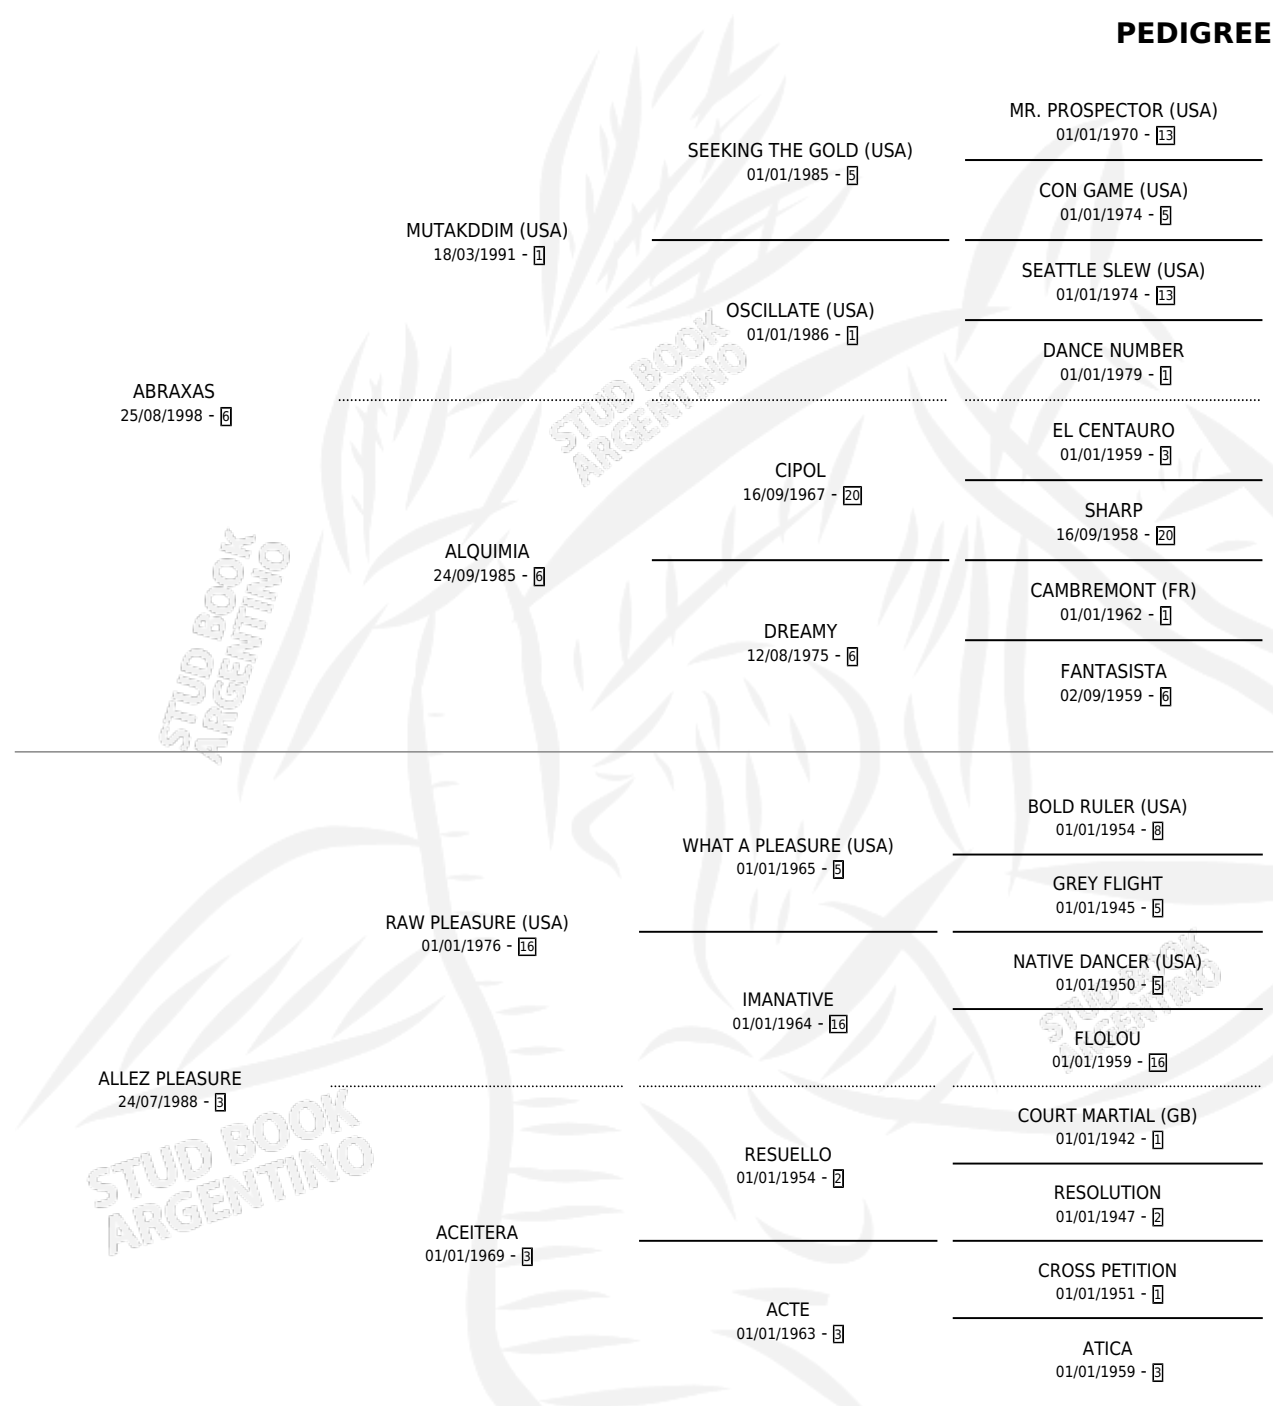 PEDIGREE
MR. PROSPECTOR (USA)
01/01/1970 - 13
SEEKING THE GOLD (USA)
01/01/1985 - 5
CON GAME (USA)
01/01/1974 - 5
MUTAKDDIM (USA)
18/03/1991 - 1
SEATTLE SLEW (USA)
01/01/1974 - 13
OSCILLATE (USA)
01/01/1986 - 1
DANCE NUMBER
01/01/1979 - 1
ABRAXAS
25/08/1998 - 6
EL CENTAURO
01/01/1959 - 3
CIPOL
16/09/1967 - 20
SHARP
16/09/1958 - 20
ALQUIMIA
24/09/1985 - 6
CAMBREMONT (FR)
01/01/1962 - 1
DREAMY
12/08/1975 - 6
FANTASISTA
02/09/1959 - 6
BOLD RULER (USA)
01/01/1954 - 8
WHAT A PLEASURE (USA)
01/01/1965 - 5
GREY FLIGHT
01/01/1945 - 5
RAW PLEASURE (USA)
01/01/1976 - 16
NATIVE DANCER (USA)
01/01/1950 - 5
IMANATIVE
01/01/1964 - 16
FLOLOU
01/01/1959 - 16
ALLEZ PLEASURE
24/07/1988 - 3
COURT MARTIAL (GB)
01/01/1942 - 1
RESUELLO
01/01/1954 - 2
RESOLUTION
01/01/1947 - 2
ACEITERA
01/01/1969 - 3
CROSS PETITION
01/01/1951 - 1
ACTE
01/01/1963 - 3
ATICA
01/01/1959 - 3
STUD BOOK
ARGENTINO
STUD BOOK
ARGENTINO
STUD BOOK
ARGENTINO
STUD BOOK
ARGENTINO